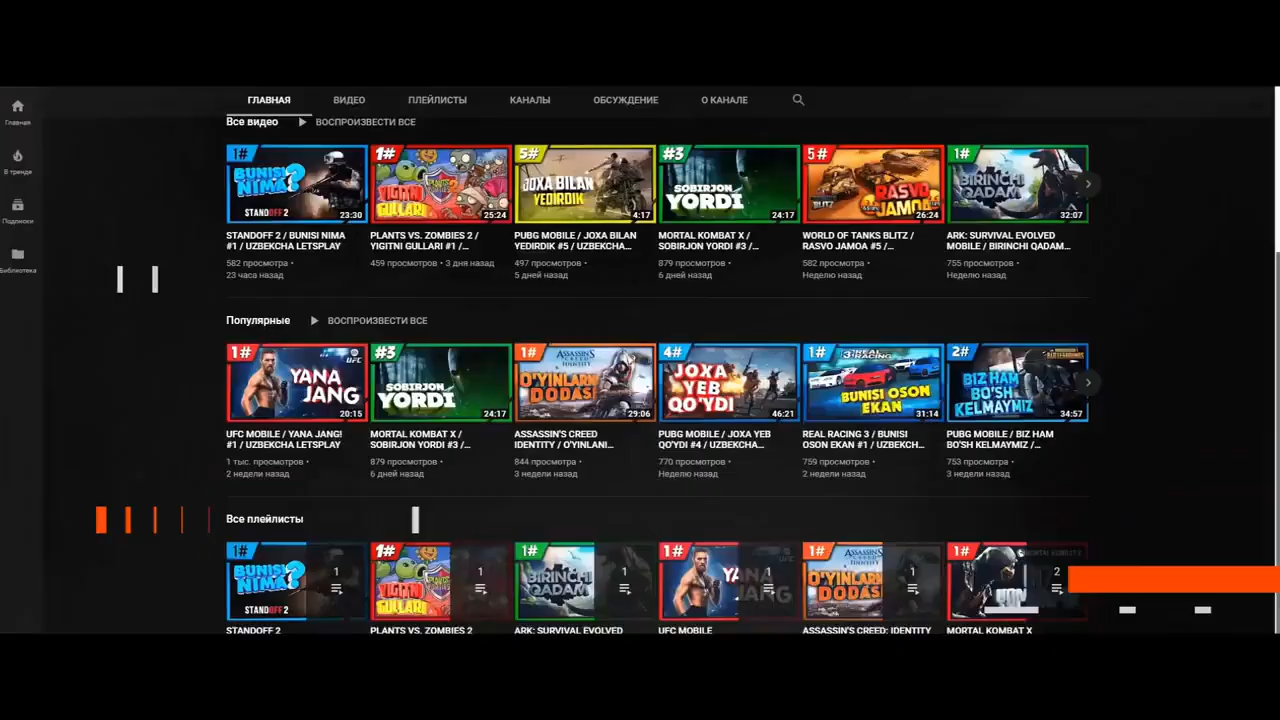 ГЛАВНАЯ ВИДЕО ПЛЕЙЛИСТЫ КАНАЛЫ ОБСУЖДЕНИЕ О КАНАЛЕ
Главная
В тренде
Подписки
Библиотека
Все видео ВОСПРОИЗВЕСТИ ВСЕ
1# BUNISI NIMA? STANDOFF 2 23:30
1# YIGITNI GULLARI 25:24
5# JOXA BILAN YEDIRDIK 4:17
#3 SOBIRJON YORDI 24:17
5# BLITZ RASVO JAMOA 26:24
1# BIRINCHI QADAM 32:07
STANDOFF 2 / BUNISI NIMA
#1 / UZBEKCHA LETSPLAY
582 просмотра •
23 часа назад
PLANTS VS. ZOMBIES 2 /
YIGITNI GULLARI #1 /...
459 просмотров • 3 дня назад
PUBG MOBILE / JOXA BILAN
YEDIRDIK #5 / UZBEKCHA...
497 просмотров •
5 дней назад
MORTAL KOMBAT X /
SOBIRJON YORDI #3 /...
879 просмотров •
6 дней назад
WORLD OF TANKS BLITZ /
RASVO JAMOA #5 /...
582 просмотра •
Неделю назад
ARK: SURVIVAL EVOLVED
MOBILE / BIRINCHI QADAM...
755 просмотров •
Неделю назад
Популярные ВОСПРОИЗВЕСТИ ВСЕ
1# UFC YANA JANG 20:15
#3 SOBIRJON YORDI 24:17
1# ASSASSIN'S CREED IDENTITY O'YINLARNI DODASI 29:06
4# JOXA YEB QO'YDI 46:21
1# REAL RACING BUNISI OSON EKAN 31:14
2# BIZ HAM BO'SH KELMAYMIZ 34:57
UFC MOBILE / YANA JANG!
#1 / UZBEKCHA LETSPLAY
1 тыс. просмотров •
2 недели назад
MORTAL KOMBAT X /
SOBIRJON YORDI #3 /...
879 просмотров •
6 дней назад
ASSASSIN'S CREED
IDENTITY / O'YINLANI...
844 просмотра •
3 недели назад
PUBG MOBILE / JOXA YEB
QO'YDI #4 / UZBEKCHA...
770 просмотров •
Неделю назад
REAL RACING 3 / BUNISI
OSON EKAN #1 / UZBEKCH...
759 просмотров •
2 недели назад
PUBG MOBILE / BIZ HAM
BO'SH KELMAYMIZ /...
753 просмотра •
3 недели назад
Все плейлисты
1# BUNISI NIMA? STANDOFF 2 1
1# YIGITNI GULLARI 1
1# BIRINCHI QADAM 1
1# YANA JANG 1
1# ASSASSIN'S CREED IDENTITY O'YINLARNI DODASI 1
1# 2
STANDOFF 2
PLANTS VS. ZOMBIES 2
ARK: SURVIVAL EVOLVED
UFC MOBILE
ASSASSIN'S CREED: IDENTITY
MORTAL KOMBAT X